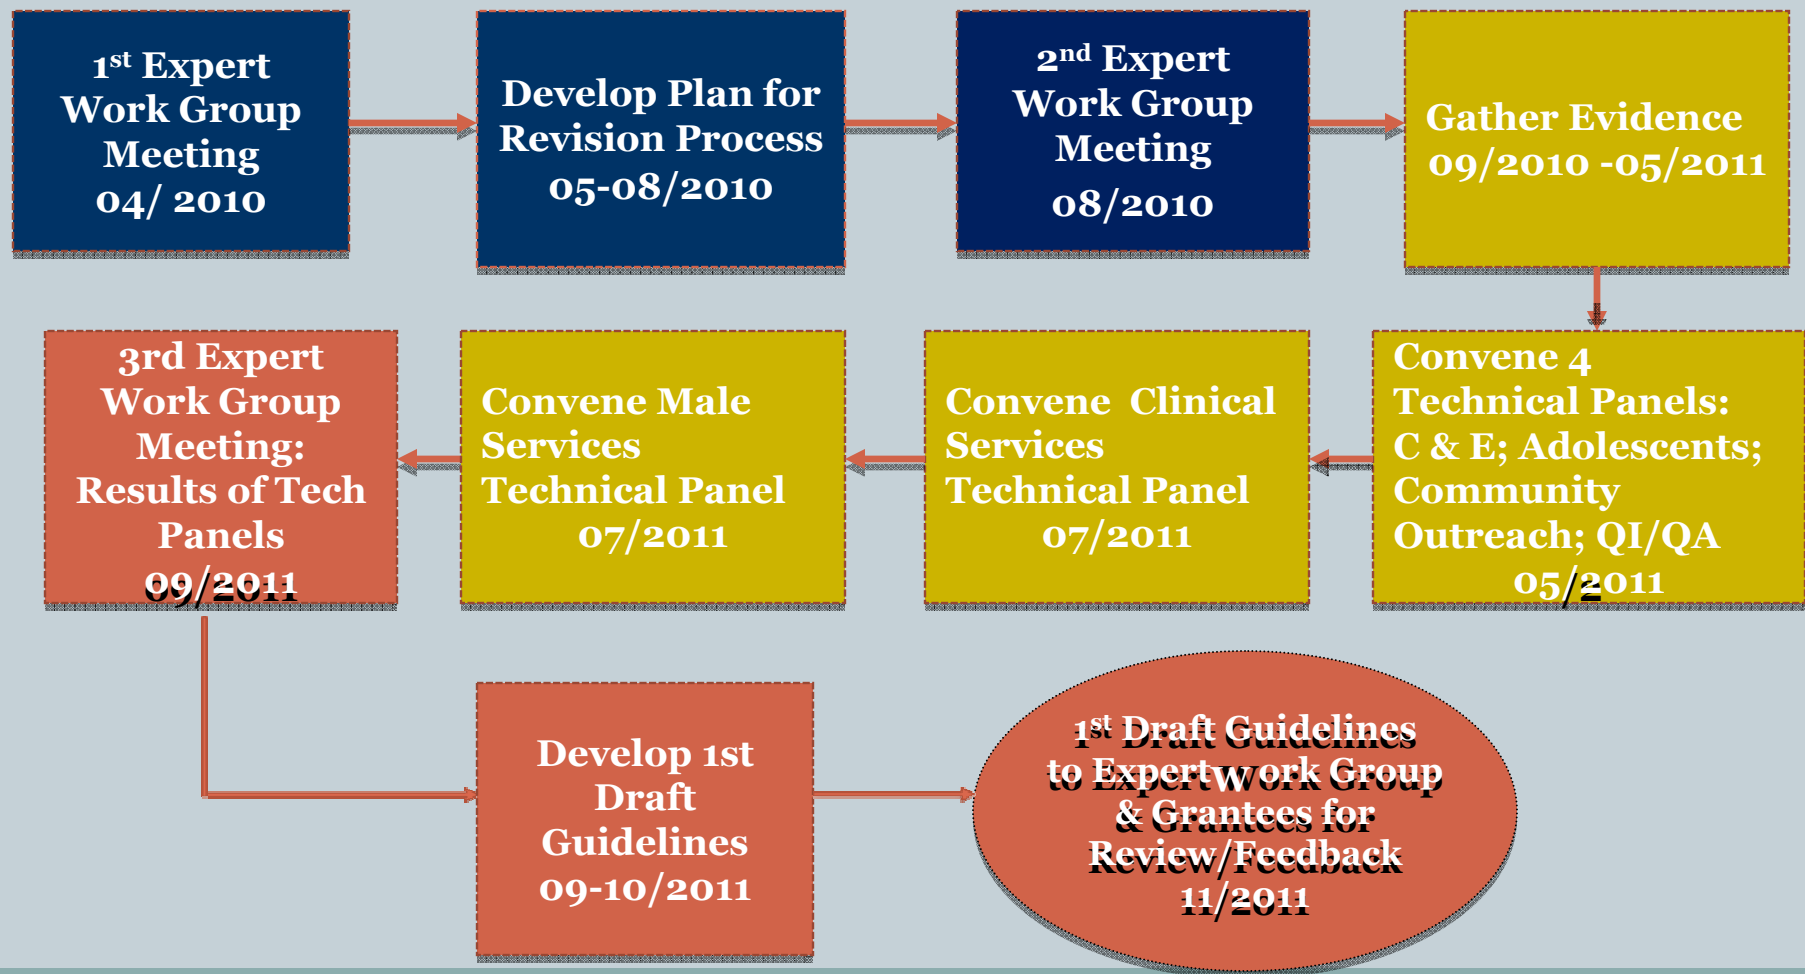 1st Expert
Work Group
Meeting
04/ 2010
Develop Plan for
Revision Process
05-08/2010
2nd Expert
Work Group
Meeting
08/2010
Gather Evidence
09/2010 -05/2011
Convene 4
Technical Panels:
C & E; Adolescents;
Community
Outreach; QI/QA
05/2011
Convene  Clinical
Services
Technical Panel
07/2011
Convene Male
Services
Technical Panel
07/2011
3rd Expert
Work Group
Meeting:
Results of Tech
Panels
09/2011
Develop 1st
Draft
Guidelines
09-10/2011
1st Draft Guidelines
to Expert Work Group
& Grantees for
Review/Feedback
11/2011